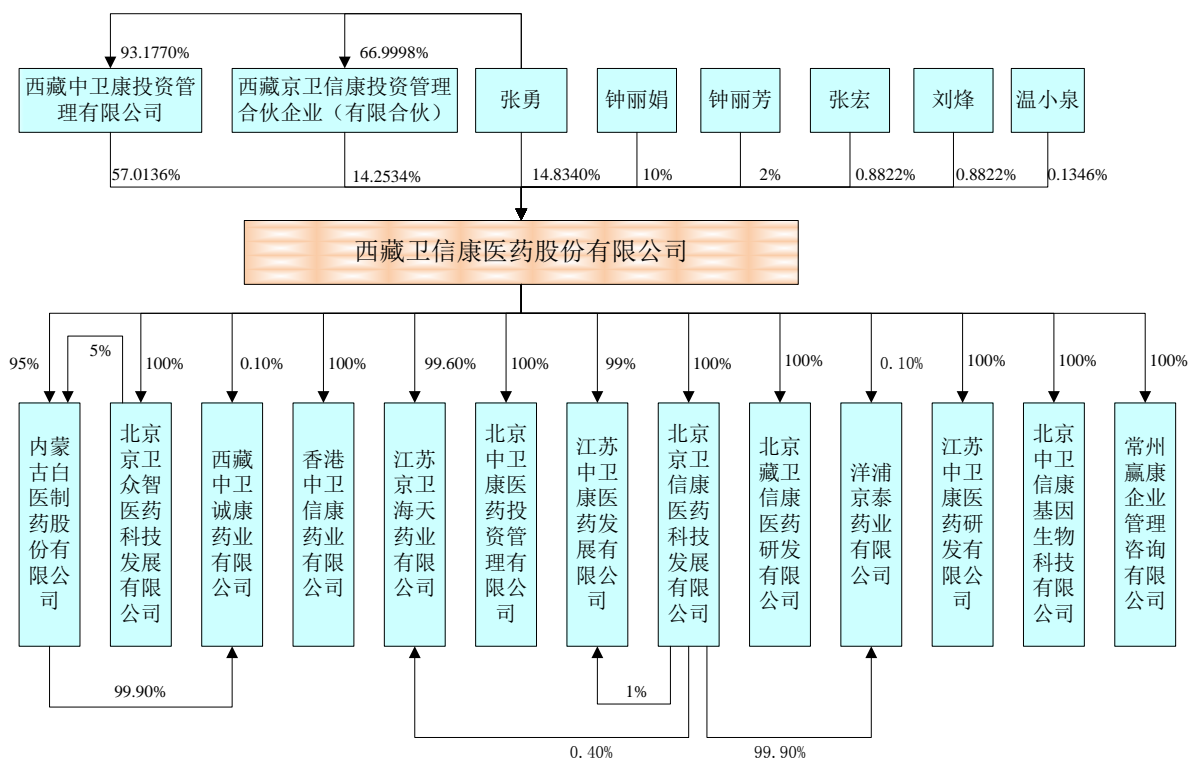 93.1770%
66.9998%
西藏中卫康投资管
理有限公司
西藏京卫信康投资管理
合伙企业（有限合伙）
张勇
钟丽娟
钟丽芳
张宏
刘烽
温小泉
57.0136%
14.2534%
14.8340%
10%
2%
0.8822%
0.8822%
0.1346%
西藏卫信康医药股份有限公司
95%
5%
100%
0.10%
100%
99.60%
100%
99%
100%
100%
0.10%
100%
100%
100%
内蒙
古白
医制
药股
份有
限公
司
北京
京卫
众智
医药
科技
发展
有限
公司
西藏
中卫
诚康
药业
有限
公司
香港
中卫
信康
药业
有限
公司
江苏
京卫
海天
药业
有限
公司
北京
中卫
康医
药投
资管
理有
限公
司
江苏
中卫
康医
药发
展有
限公
司
北京
京卫
信康
医药
科技
发展
有限
公司
北京
藏卫
信康
医药
研发
有限
公司
洋浦
京泰
药业
有限
公司
江苏
中卫
康医
药研
发有
限公
司
北京
中卫
信康
基因
生物
科技
有限
公司
常州
赢康
企业
管理
咨询
有限
公司
99.90%
1%
0.40%
99.90%